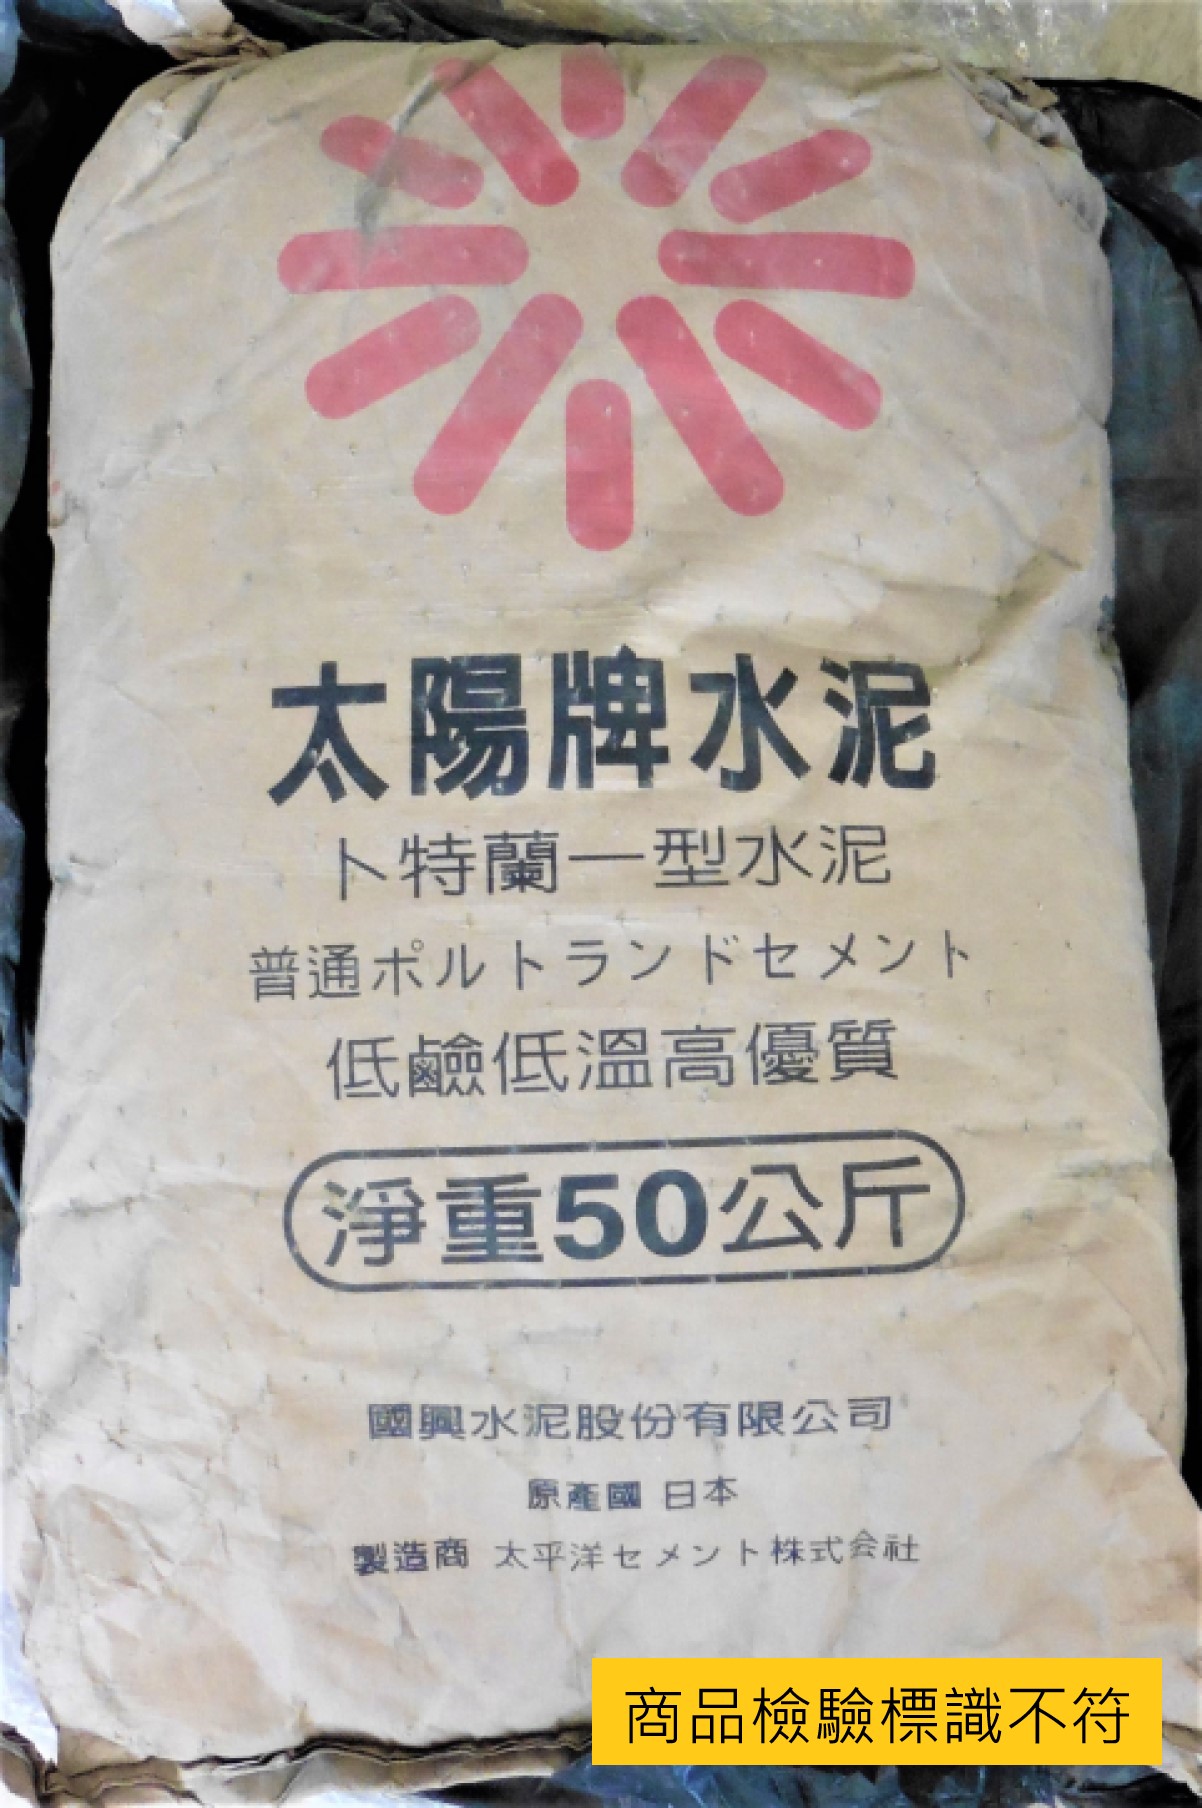 太陽牌水泥
卜特蘭一型水泥
普通ポルトランドセメント
低鹼低溫高優質
淨重50公斤
國興水泥股份有限公司
原產國 日本
製造商 太平洋セメント株式会社
商品檢驗標識不符